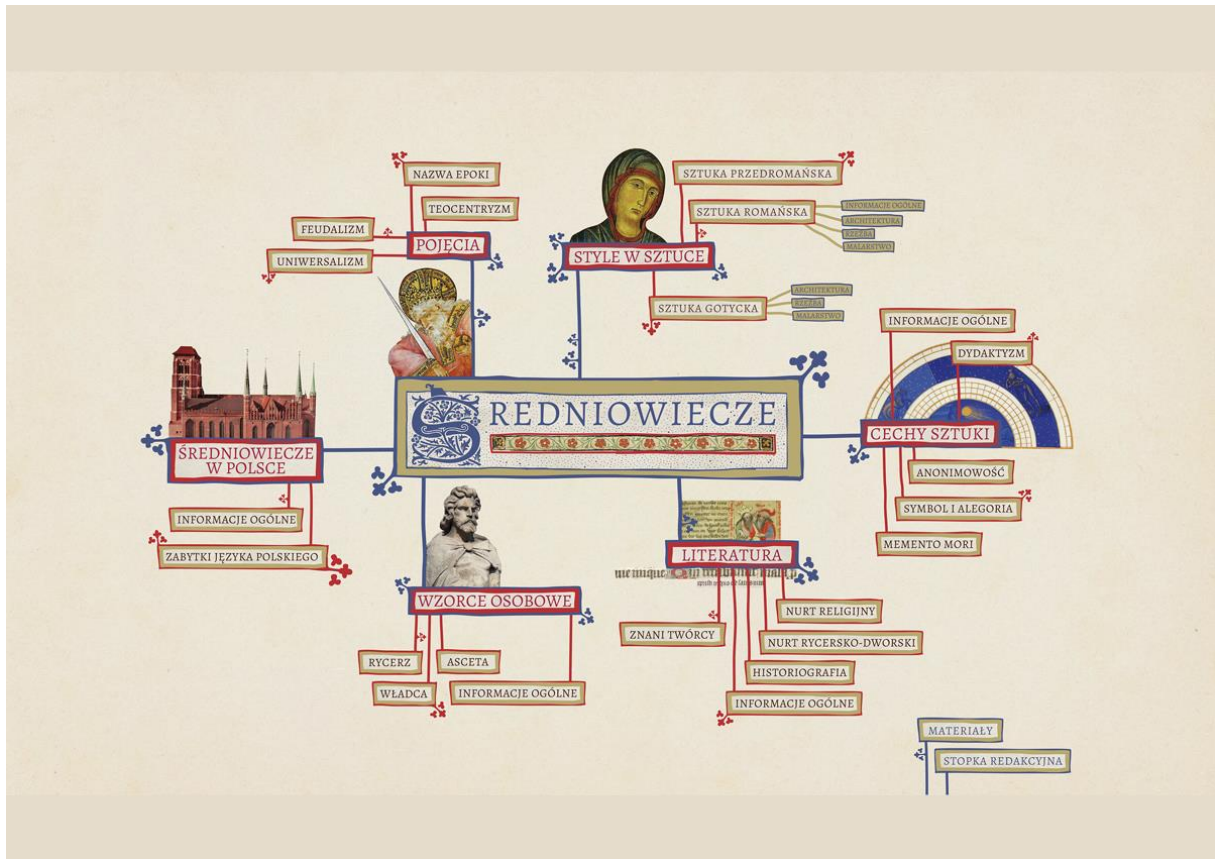 NAZWA EPOKI
TEOCENTRYZM
FEUDALIZM
UNIWERSALIZM
POJĘCIA
STYLE W SZTUCE
SZTUKA PRZEDROMAŃSKA
SZTUKA ROMAŃSKA
INFORMACJE OGÓLNE
ARCHITEKTURA
RZEŹBA
MALARSTWO
SZTUKA GOTYCKA
ARCHITEKTURA
RZEŹBA
MALARSTWO
ŚREDNIOWIECZE
W POLSCE
INFORMACJE OGÓLNE
ZABYTKI JĘZYKA POLSKIEGO
SREDNIOWIECZE
INFORMACJE OGÓLNE
DYDAKTYZM
CECHY SZTUKI
ANONIMOWOŚĆ
SYMBOL I ALEGORIA
MEMENTO MORI
WZORCE OSOBOWE
RYCERZ
ASCETA
WŁADCA
INFORMACJE OGÓLNE
LITERATURA
NURT RELIGIJNY
ZNANI TWÓRCY
NURT RYCERSKO-DWORSKI
HISTORIOGRAFIA
INFORMACJE OGÓLNE
MATERIAŁY
STOPKA REDAKCYJNA